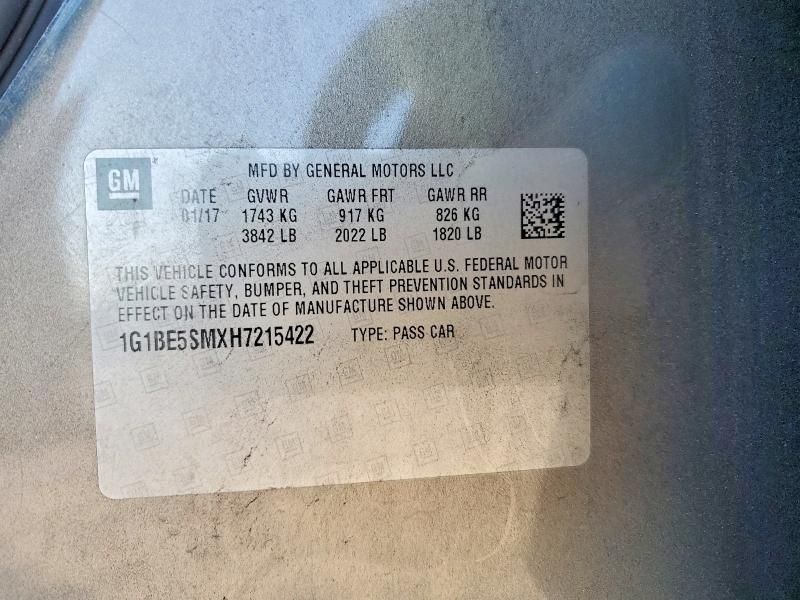 GM
MFD BY GENERAL MOTORS LLC
DATE GVWR GAWR FRT GAWR RR
01/17 1743 KG 917 KG 826 KG
3842 LB 2022 LB 1820 LB
THIS VEHICLE CONFORMS TO ALL APPLICABLE U.S. FEDERAL MOTOR
VEHICLE SAFETY, BUMPER, AND THEFT PREVENTION STANDARDS IN
EFFECT ON THE DATE OF MANUFACTURE SHOWN ABOVE.
1G1BE5SMXH7215422 TYPE: PASS CAR